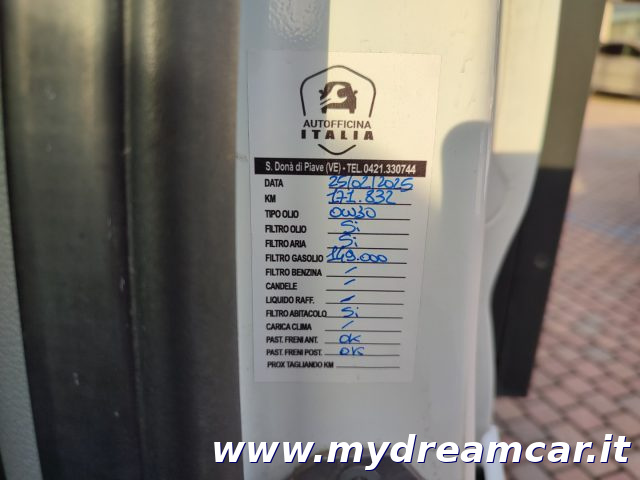 AUTOFFICINA
ITALIA
S. Donà di Piave (VE) - TEL. 0421.330744
DATA 25/02/2025
KM 171.832
TIPO OLIO 0W30
FILTRO OLIO Si
FILTRO ARIA Si
FILTRO GASOLIO 149.000
FILTRO BENZINA /
CANDELE /
LIQUIDO RAFF. /
FILTRO ABITACOLO Si
CARICA CLIMA /
PAST. FRENI ANT. OK
PAST. FRENI POST. OK
PROX TAGLIANDO KM
www.mydreamcar.it